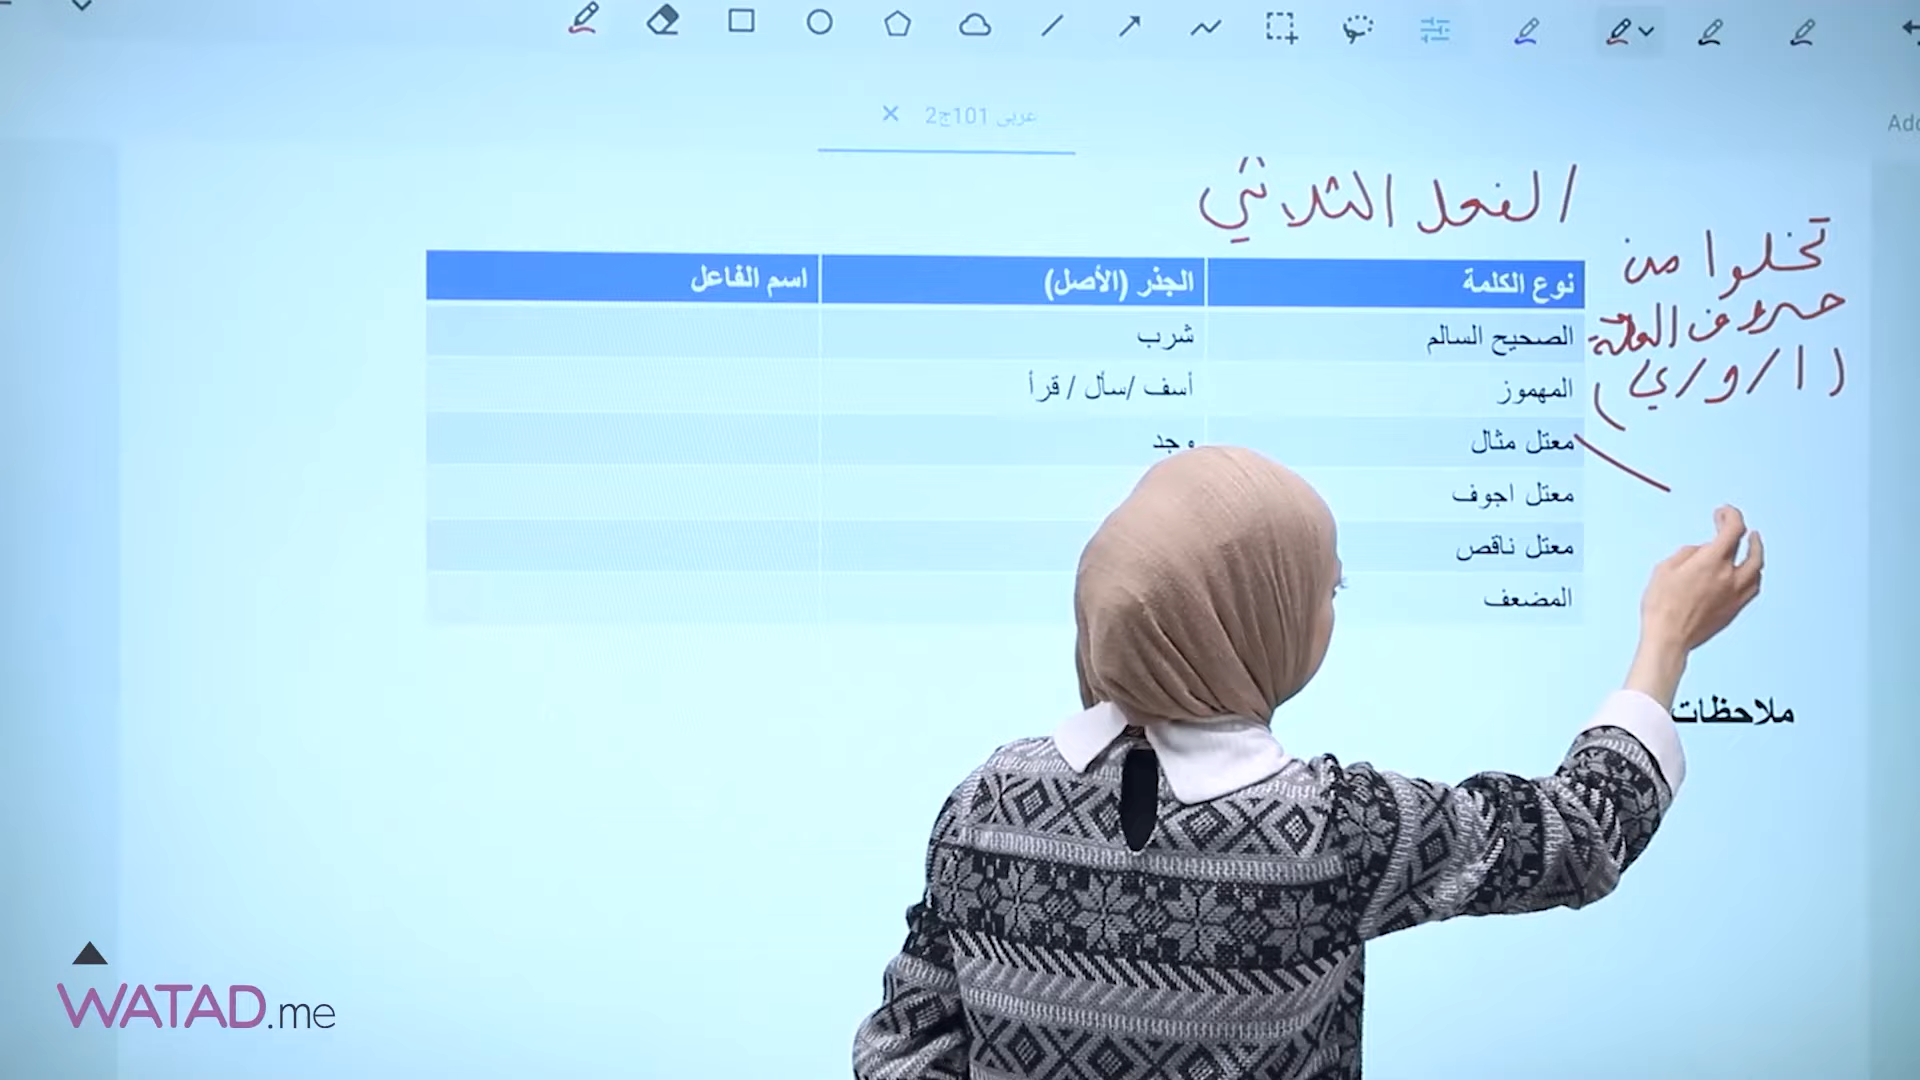 عربى 101ج2
Add
الفعل الثلاثي
تخلوا من
حروف العلة
(ا/و/ي)
نوع الكلمة الجذر (الأصل) اسم الفاعل
الصحيح السالم شرب
المهموز أسف /سأل / قرأ
معتل مثال وجد
معتل اجوف
معتل ناقص
المضعف
ملاحظات
WATAD.me